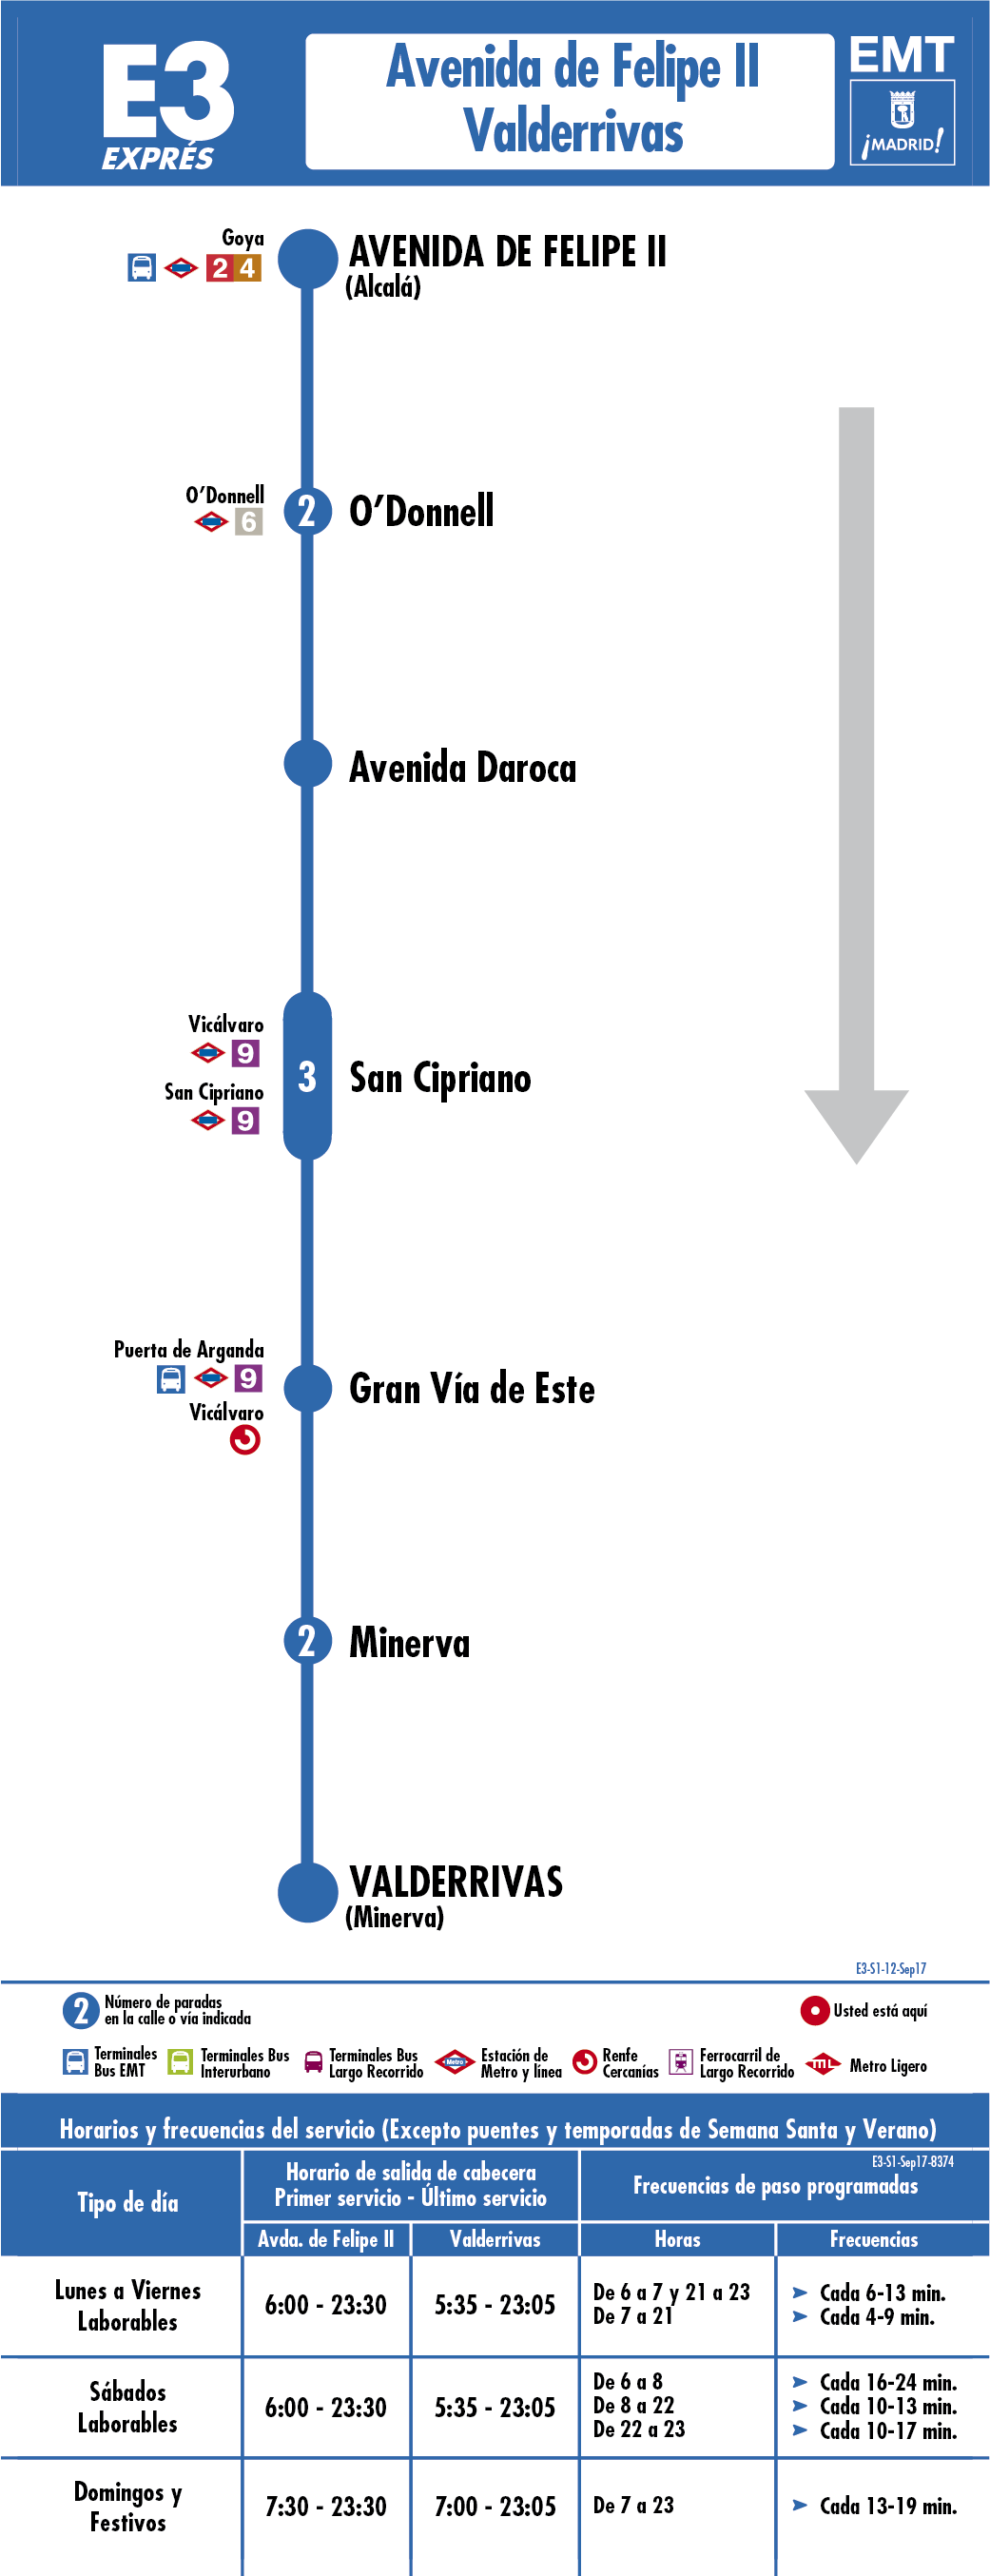 E3
EXPRÉS
Avenida de Felipe II
Valderrivas
EMT
¡MADRID!
Goya
2 4
AVENIDA DE FELIPE II
(Alcalá)
O’Donnell
6
2
O’Donnell
Avenida Daroca
Vicálvaro
9
San Cipriano
9
3
San Cipriano
Puerta de Arganda
9
Vicálvaro
Gran Vía de Este
2
Minerva
VALDERRIVAS
(Minerva)
E3-S1-12-Sep17
2
Número de paradas
en la calle o vía indicada
Usted está aquí
Terminales
Bus EMT
Terminales Bus
Interurbano
Terminales Bus
Largo Recorrido
Metro
Estación de
Metro y línea
Renfe
Cercanías
Ferrocarril de
Largo Recorrido
ML
Metro Ligero
Horarios y frecuencias del servicio (Excepto puentes y temporadas de Semana Santa y Verano)
E3-S1-Sep17-8374
Tipo de día
Horario de salida de cabecera
Primer servicio - Último servicio
Frecuencias de paso programadas
Avda. de Felipe II
Valderrivas
Horas
Frecuencias
Lunes a Viernes
Laborables
6:00 - 23:30
5:35 - 23:05
De 6 a 7 y 21 a 23
De 7 a 21
➤ Cada 6-13 min.
➤ Cada 4-9 min.
Sábados
Laborables
6:00 - 23:30
5:35 - 23:05
De 6 a 8
De 8 a 22
De 22 a 23
➤ Cada 16-24 min.
➤ Cada 10-13 min.
➤ Cada 10-17 min.
Domingos y
Festivos
7:30 - 23:30
7:00 - 23:05
De 7 a 23
➤ Cada 13-19 min.